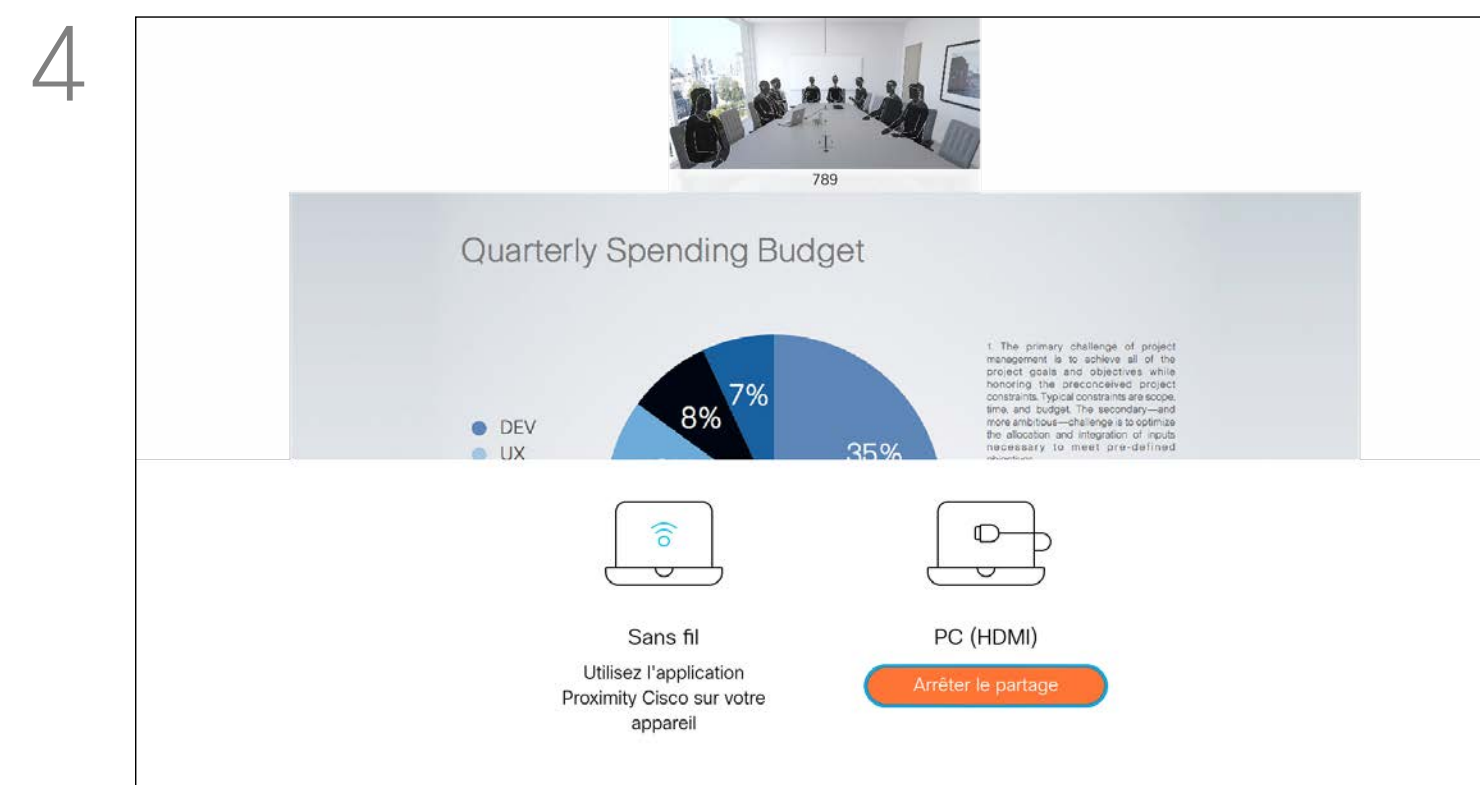 4
789
Quarterly Spending Budget
1. The primary challenge of project
management is to achieve all of the
project goals and objectives while
honoring the preconceived project
constraints. Typical constraints are scope,
time, and budget. The secondary—and
more ambitious—challenge is to optimize
the allocation and integration of inputs
necessary to meet pre-defined
7%
8%
35%
DEV
UX
Sans fil
Utilisez l'application
Proximity Cisco sur votre
appareil
PC (HDMI)
Arrêter le partage